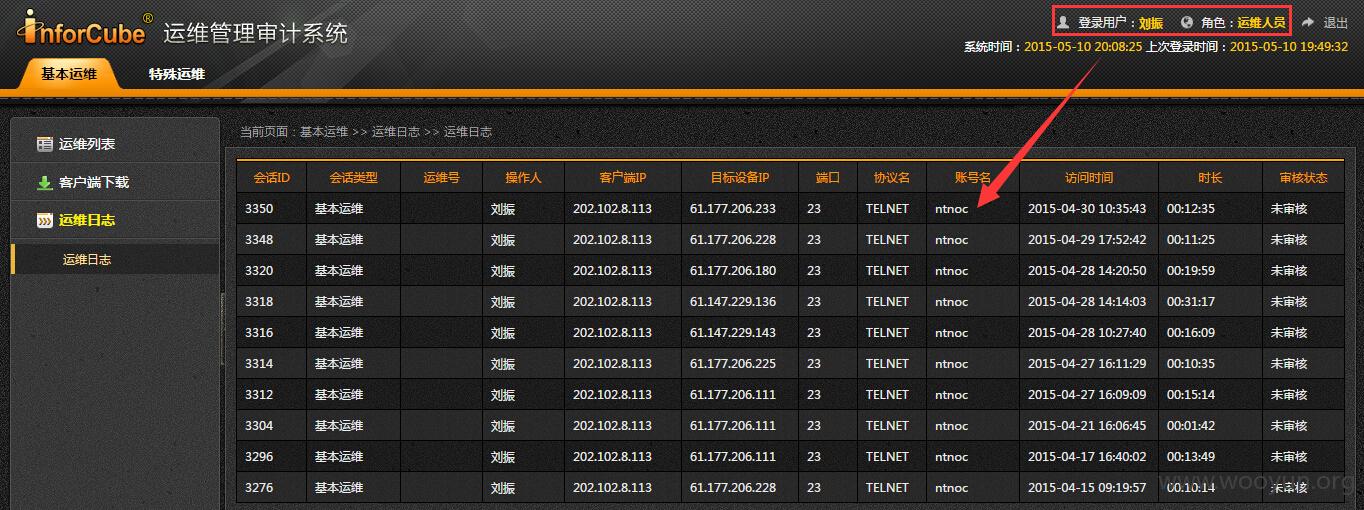 InforCube® 运维管理审计系统
登录用户：刘振 角色：运维人员 退出
系统时间：2015-05-10 20:08:25 上次登录时间：2015-05-10 19:49:32
基本运维 特殊运维
运维列表
客户端下载
运维日志
运维日志
当前页面：基本运维 >> 运维日志 >> 运维日志
会话ID 会话类型 运维号 操作人 客户端IP 目标设备IP 端口 协议名 账号名 访问时间 时长 审核状态
3350 基本运维 刘振 202.102.8.113 61.177.206.233 23 TELNET ntnoc 2015-04-30 10:35:43 00:12:35 未审核
3348 基本运维 刘振 202.102.8.113 61.177.206.228 23 TELNET ntnoc 2015-04-29 17:52:42 00:11:25 未审核
3320 基本运维 刘振 202.102.8.113 61.177.206.180 23 TELNET ntnoc 2015-04-28 14:20:50 00:19:59 未审核
3318 基本运维 刘振 202.102.8.113 61.147.229.136 23 TELNET ntnoc 2015-04-28 14:14:03 00:31:17 未审核
3316 基本运维 刘振 202.102.8.113 61.147.229.143 23 TELNET ntnoc 2015-04-28 10:27:40 00:16:09 未审核
3314 基本运维 刘振 202.102.8.113 61.177.206.225 23 TELNET ntnoc 2015-04-27 16:11:29 00:10:35 未审核
3312 基本运维 刘振 202.102.8.113 61.177.206.111 23 TELNET ntnoc 2015-04-27 16:09:09 00:15:14 未审核
3304 基本运维 刘振 202.102.8.113 61.177.206.111 23 TELNET ntnoc 2015-04-21 16:06:45 00:01:42 未审核
3296 基本运维 刘振 202.102.8.113 61.177.206.111 23 TELNET ntnoc 2015-04-17 16:40:02 00:13:49 未审核
3276 基本运维 刘振 202.102.8.113 61.177.206.228 23 TELNET ntnoc 2015-04-15 09:19:57 00:10:14 未审核
www.wooyun.org